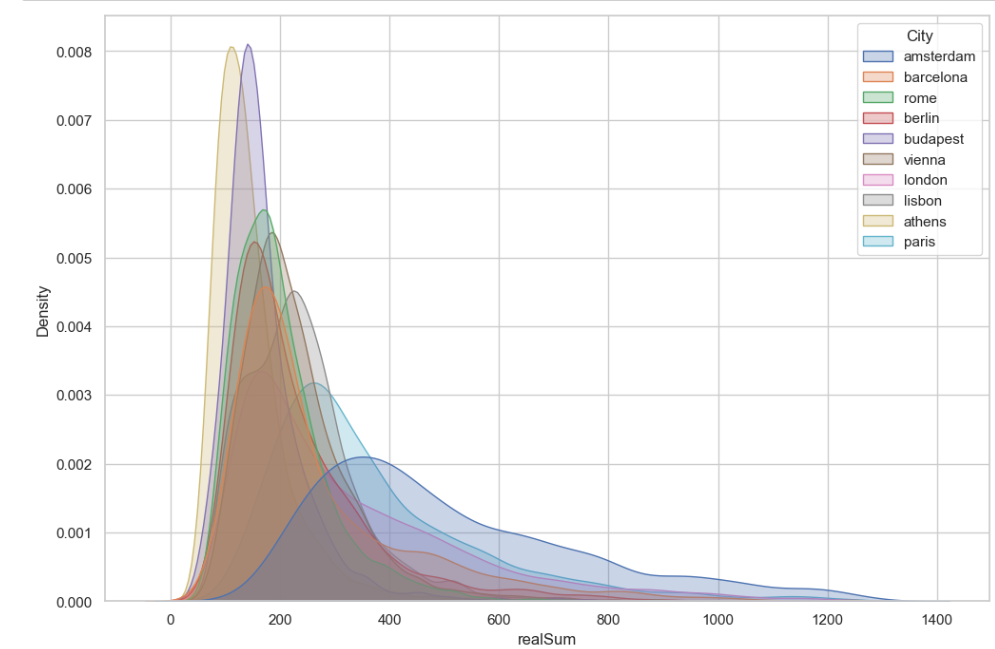 City
amsterdam
barcelona
rome
berlin
budapest
vienna
london
lisbon
athens
paris
0.008
0.007
0.006
0.005
0.004
0.003
0.002
0.001
0.000
Density
0
200
400
600
800
1000
1200
1400
realSum